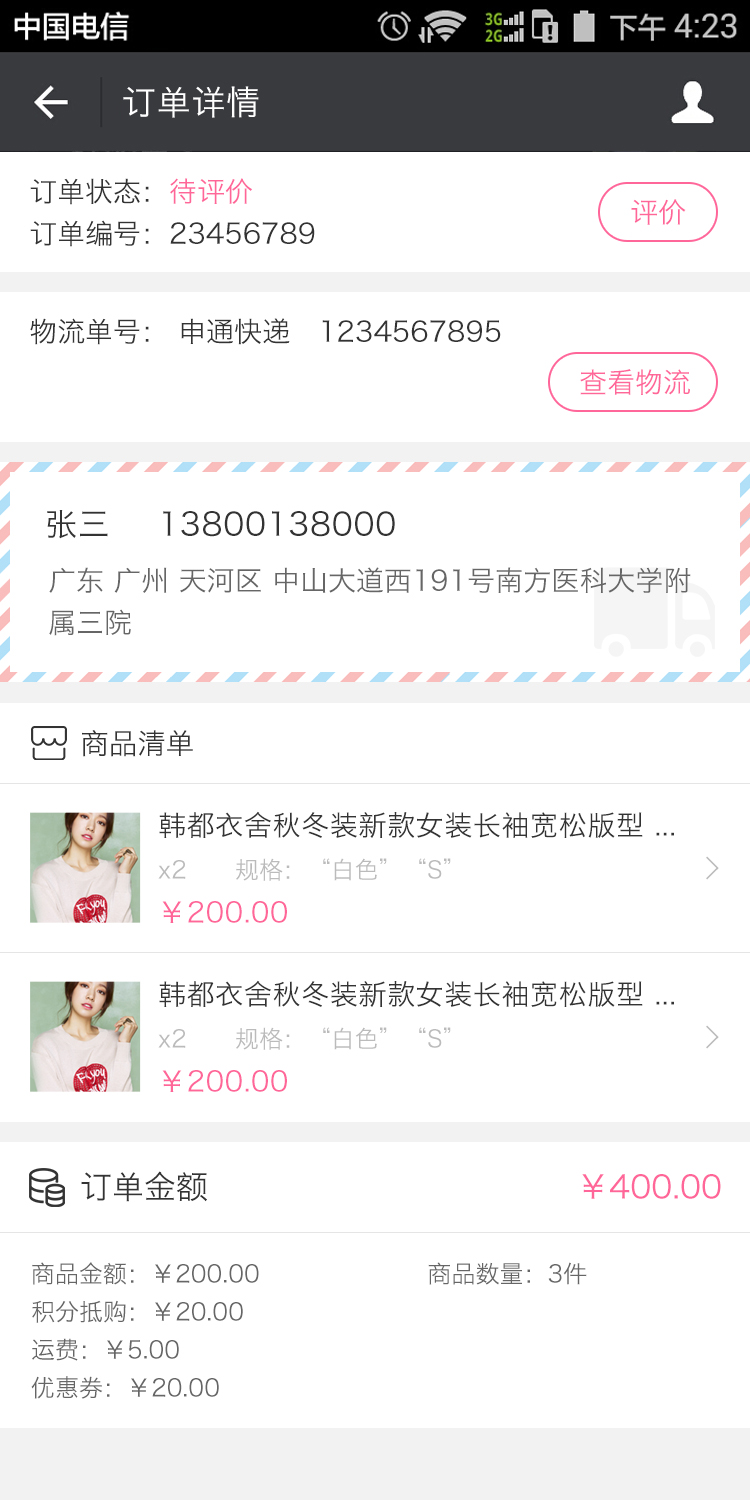 中国电信 3G 2G 下午 4:23
订单详情
订单状态：待评价
评价
订单编号：23456789
物流单号： 申通快递 1234567895
查看物流
张三 13800138000
广东 广州 天河区 中山大道西191号南方医科大学附
属三院
商品清单
韩都衣舍秋冬装新款女装长袖宽松版型 ...
x2 规格： “白色” “S”
￥200.00
韩都衣舍秋冬装新款女装长袖宽松版型 ...
x2 规格： “白色” “S”
￥200.00
订单金额 ￥400.00
商品金额：￥200.00 商品数量：3件
积分抵购：￥20.00
运费：￥5.00
优惠券：￥20.00